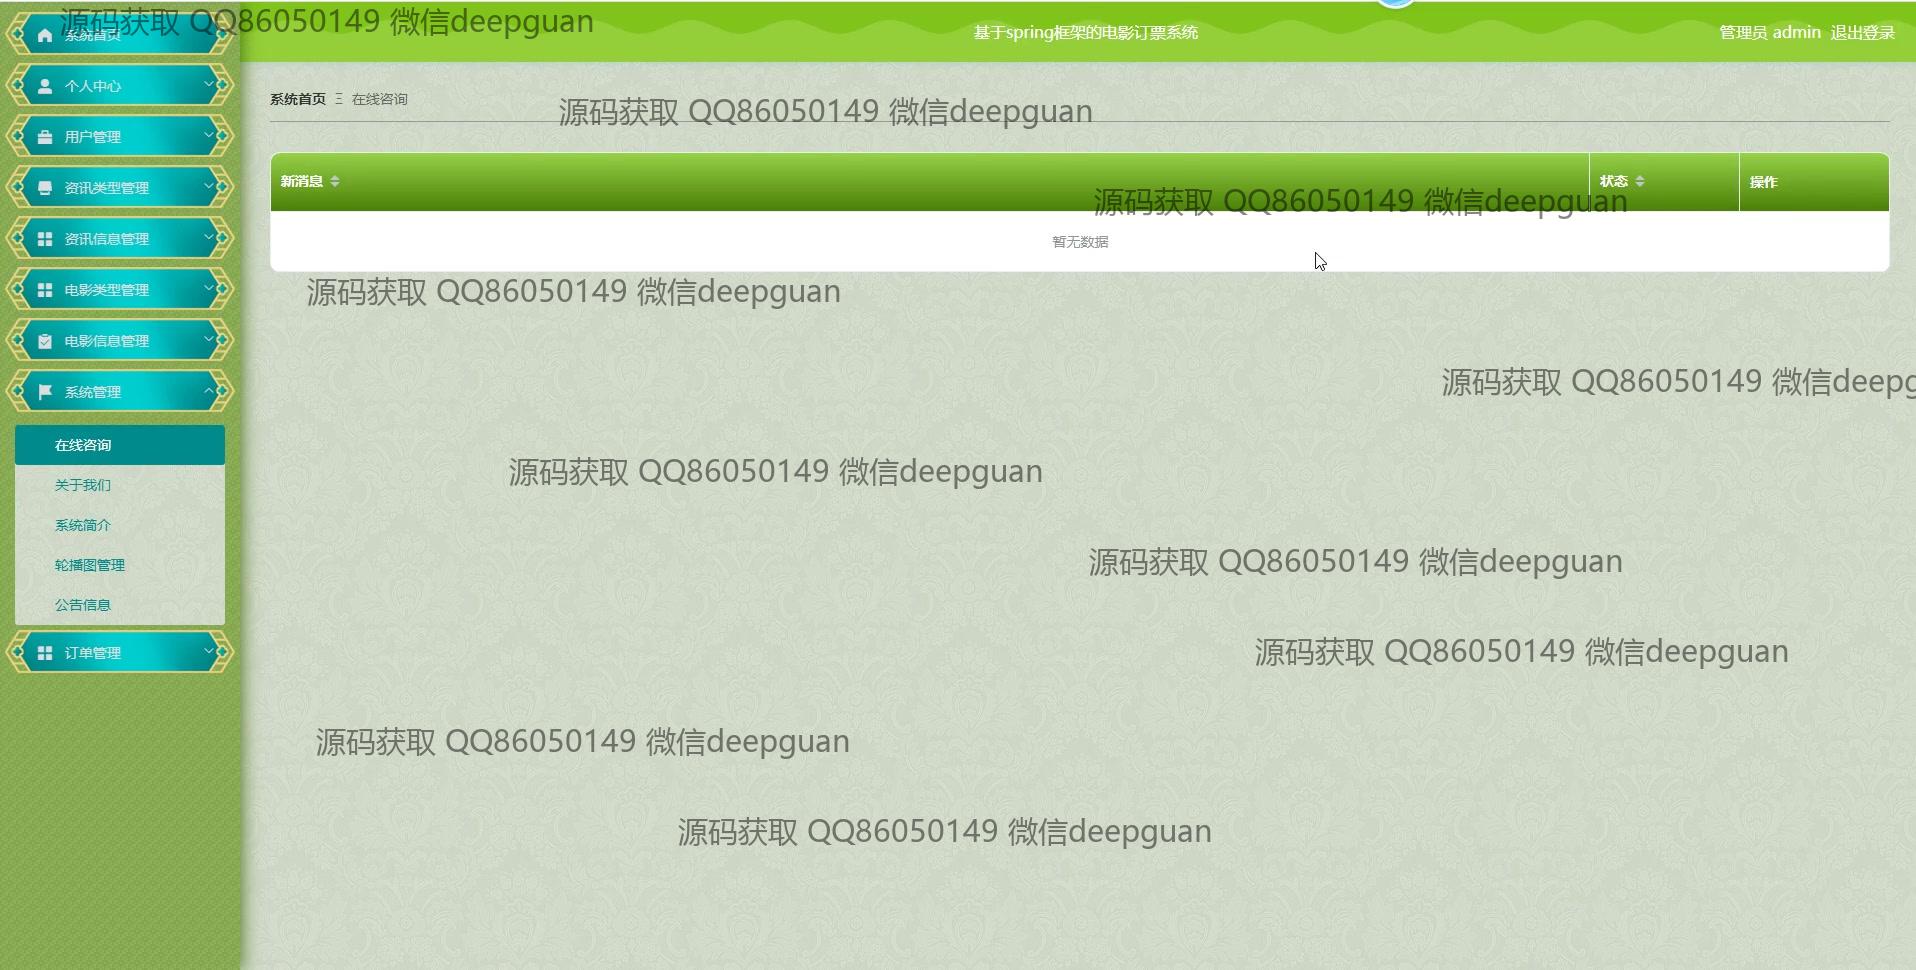 源码获取 QQ86050149 微信deepguan
系统首页
基于spring框架的电影订票系统
管理员 admin 退出登录
个人中心
用户管理
资讯类型管理
资讯信息管理
电影类型管理
电影信息管理
系统管理
在线咨询
关于我们
系统简介
轮播图管理
公告信息
订单管理
系统首页 Ξ 在线咨询
源码获取 QQ86050149 微信deepguan
新消息 状态 操作
源码获取 QQ86050149 微信deepguan
暂无数据
源码获取 QQ86050149 微信deepguan
源码获取 QQ86050149 微信deepg
源码获取 QQ86050149 微信deepguan
源码获取 QQ86050149 微信deepguan
源码获取 QQ86050149 微信deepguan
源码获取 QQ86050149 微信deepguan
源码获取 QQ86050149 微信deepguan